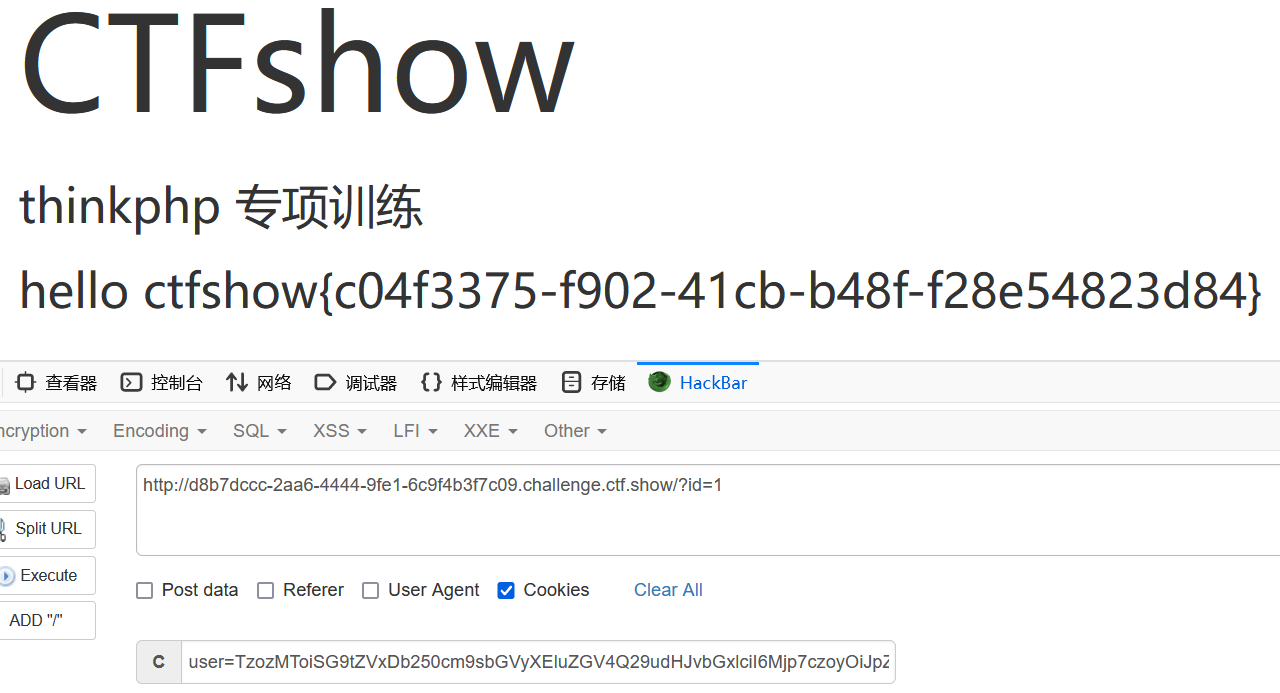 CTFshow
thinkphp 专项训练
hello ctfshow{c04f3375-f902-41cb-b48f-f28e54823d84}
查看器 控制台 网络 调试器 样式编辑器 存储 HackBar
ncryption Encoding SQL XSS LFI XXE Other
Load URL http://d8b7dccc-2aa6-4444-9fe1-6c9f4b3f7c09.challenge.ctf.show/?id=1
Split URL
Execute
Post data Referer User Agent Cookies Clear All
ADD "/"
C user=TzozMToiSG9tZVxDb250cm9sbGVyXEluZGV4Q29udHJvbGxlciI6Mjp7czoyOiJpZ